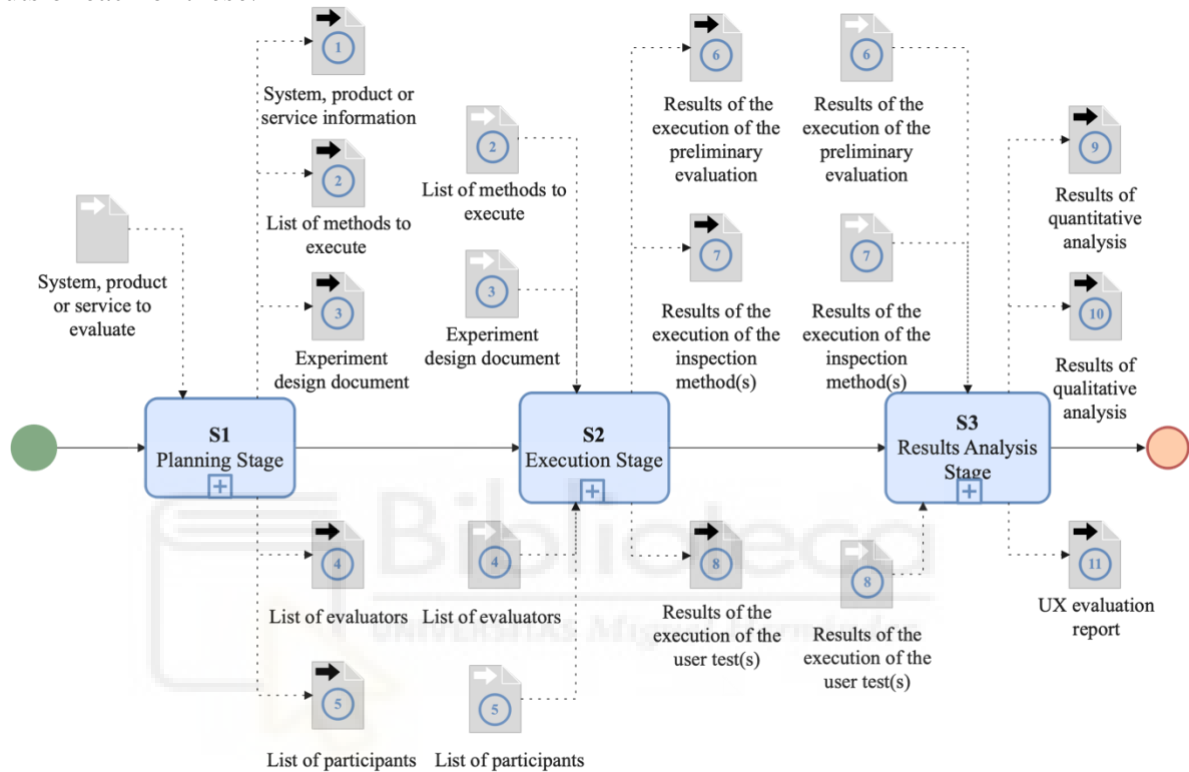 1
System, product or
service information
2
List of methods to
execute
3
Experiment
design document
System, product
or service to
evaluate
2
List of methods to
execute
3
Experiment
design document
6
Results of the
execution of the
preliminary
evaluation
7
Results of the
execution of the
inspection
method(s)
6
Results of the
execution of the
preliminary
evaluation
7
Results of the
execution of the
inspection
method(s)
9
Results of
quantitative
analysis
10
Results of
qualitative
analysis
S1
Planning Stage
S2
Execution Stage
S3
Results Analysis
Stage
4
List of evaluators
5
List of participants
4
List of evaluators
5
List of participants
8
Results of the
execution of the
user test(s)
8
Results of the
execution of the
user test(s)
11
UX evaluation
report
Biblioteca
UNIVERSITAS Miguel